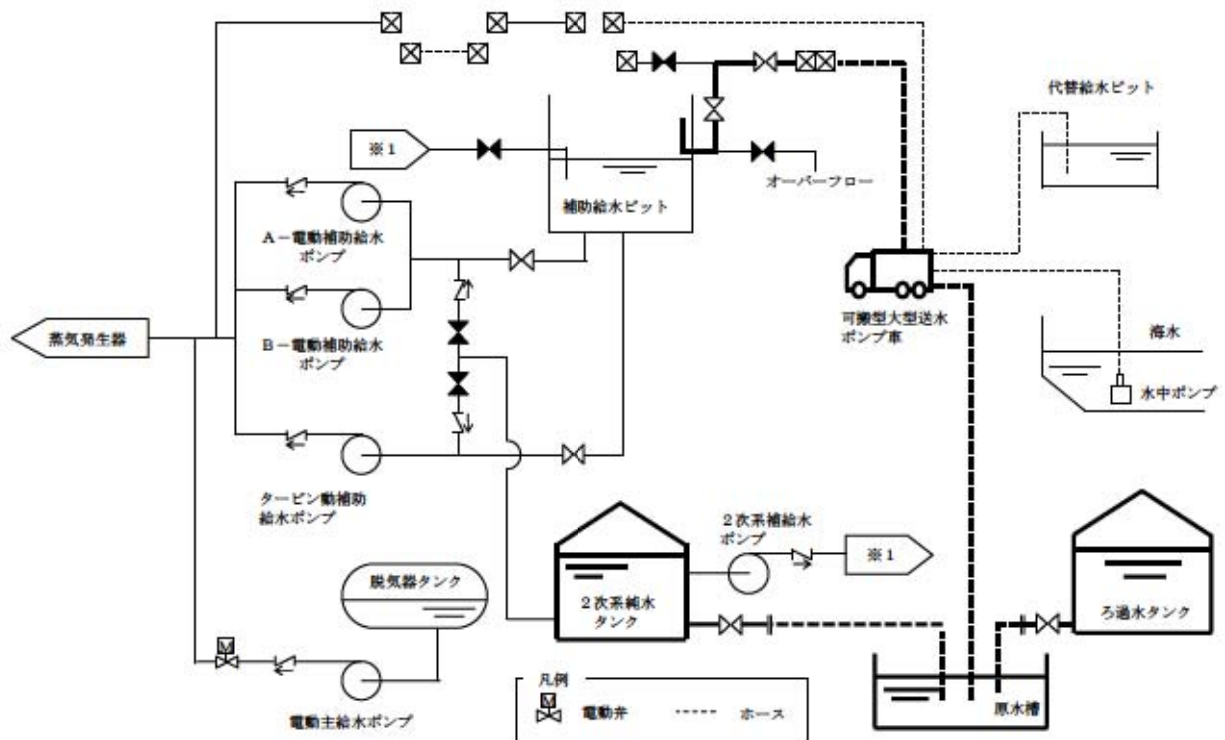 代替給水ピット
※1
オーバーフロー
補助給水ピット
A－電動補助給水
ポンプ
可搬型大型送水
ポンプ車
海水
蒸気発生器
B－電動補助給水
ポンプ
水中ポンプ
タービン動補助
給水ポンプ
2次系補給水
ポンプ
※1
脱気器タンク
2次系純水
タンク
ろ過水タンク
凡例
M
M
電動弁
ホース
原水槽
電動主給水ポンプ